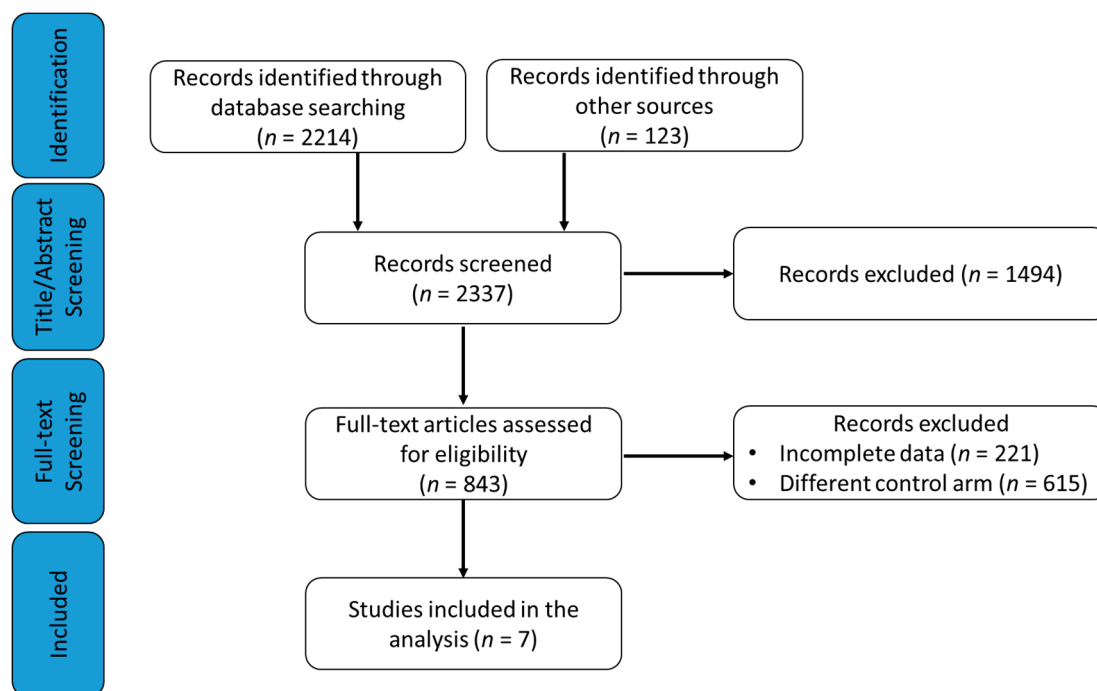 Identification
Records identified through
database searching
(n = 2214)
Records identified through
other sources
(n = 123)
Title/Abstract
Screening
Records screened
(n = 2337)
Records excluded (n = 1494)
Full-text
Screening
Full-text articles assessed
for eligibility
(n = 843)
Records excluded
• Incomplete data (n = 221)
• Different control arm (n = 615)
Included
Studies included in the
analysis (n = 7)